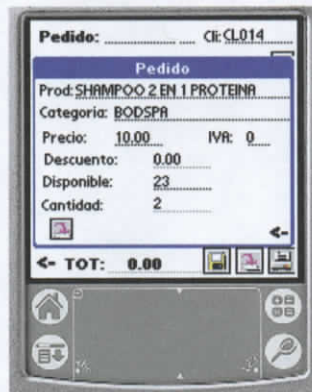 Pedido: Cli: CL014
Pedido
Prod: SHAMPOO 2 EN 1 PROTEINA
Categoria: BODSPA
Precio: 10.00 IVA: 0
Descuento: 0.00
Disponible: 23
Cantidad: 2
<-
<- TOT: 0.00